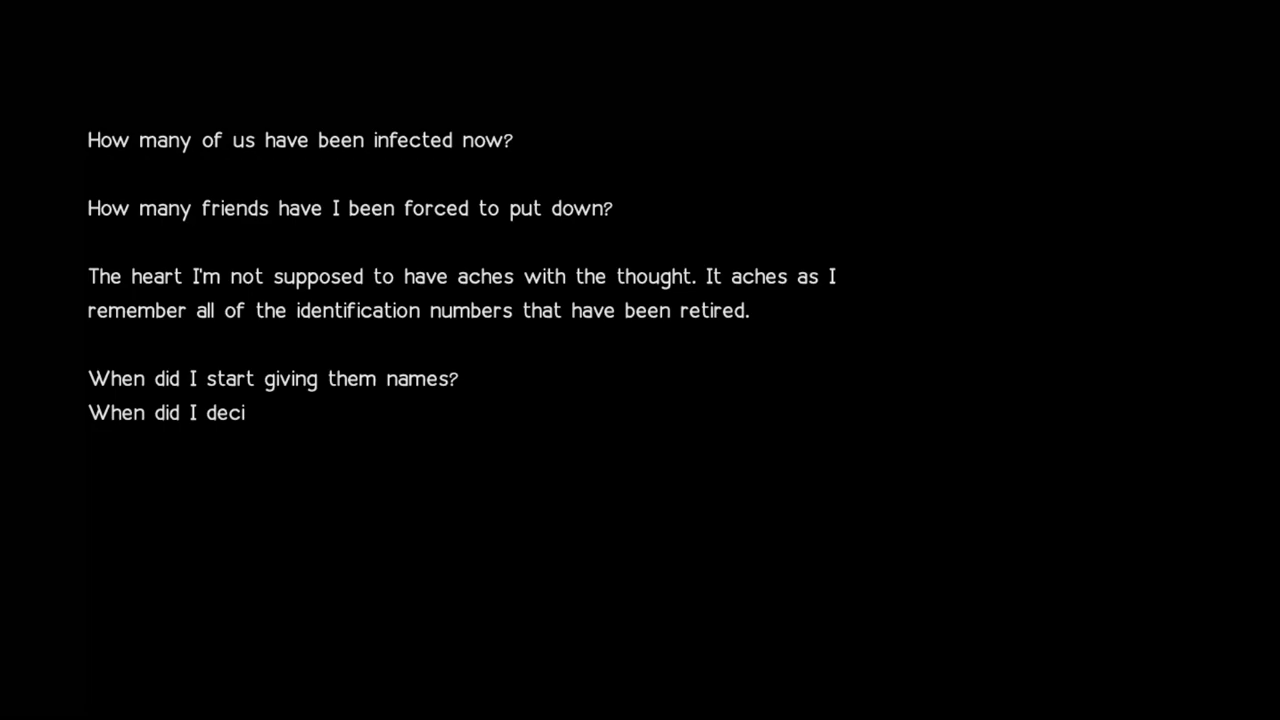 How many of us have been infected now?
How many friends have I been forced to put down?
The heart I'm not supposed to have aches with the thought. It aches as I
remember all of the identification numbers that have been retired.
When did I start giving them names?
When did I deci